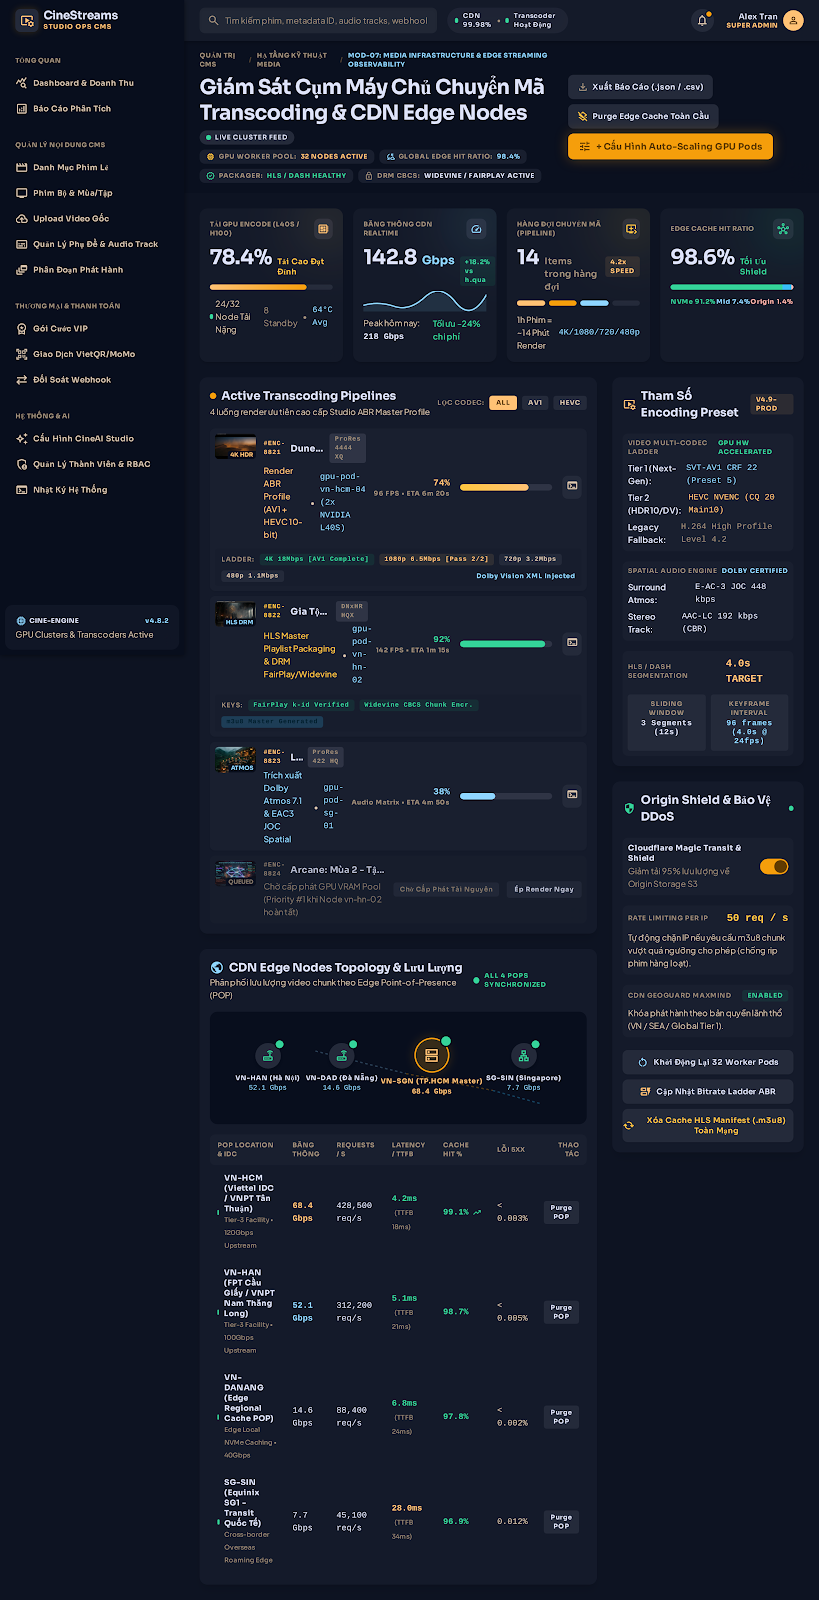 CineStreams
STUDIO OPS CMS
Tìm kiếm phim, metadata ID, audio tracks, webhool
CDN
99.98%
Transcoder
Hoạt Động
Alex Tran
SUPER ADMIN
TỔNG QUAN
Dashboard & Doanh Thu
Báo Cáo Phân Tích
QUẢN LÝ NỘI DUNG CMS
Danh Mục Phim Lẻ
Phim Bộ & Mùa/Tập
Upload Video Gốc
Quản Lý Phụ Đề & Audio Track
Phân Đoạn Phát Hành
THƯƠNG MẠI & THANH TOÁN
Gói Cước VIP
Giao Dịch VietQR/MoMo
Đối Soát Webhook
HỆ THỐNG & AI
Cấu Hình CineAI Studio
Quản Lý Thành Viên & RBAC
Nhật Ký Hệ Thống
CINE-ENGINE
v4.8.2
GPU Clusters & Transcoders Active
QUẢN TRỊ
CMS
/
HẠ TẦNG KỸ THUẬT
MEDIA
/
MOD-07: MEDIA INFRASTRUCTURE & EDGE STREAMING
OBSERVABILITY
Giám Sát Cụm Máy Chủ Chuyển Mã
Transcoding & CDN Edge Nodes
LIVE CLUSTER FEED
GPU WORKER POOL: 32 NODES ACTIVE
GLOBAL EDGE HIT RATIO: 98.4%
PACKAGER: HLS / DASH HEALTHY
DRM CBCS: WIDEVINE / FAIRPLAY ACTIVE
Xuất Báo Cáo (.json / .csv)
Purge Edge Cache Toàn Cầu
+ Cấu Hình Auto-Scaling GPU Pods
TẢI GPU ENCODE (L40S /
H100)
78.4% Tải Cao Đạt
Đỉnh
24/32
Node Tải
Nặng
8
Standby
•
64°C
Avg
BĂNG THÔNG CDN
REALTIME
142.8 Gbps
+18.2%
vs
h.qua
Peak hôm nay:
218 Gbps
Tối ưu ~24%
chi phí
HÀNG ĐỢI CHUYỂN MÃ
(PIPELINE)
14 Items
trong hàng
đợi
4.2x
SPEED
1h Phim =
~14 Phút
Render
4K/1080/720/480p
EDGE CACHE HIT RATIO
98.6% Tối Ưu
Shield
NVMe 91.2% Mid 7.4% Origin 1.4%
Active Transcoding Pipelines
4 luồng render ưu tiên cao cấp Studio ABR Master Profile
LỌC CODEC:
ALL
AV1
HEVC
4K HDR
#ENC-
8821
Dune...
ProRes
4444
XQ
Render
ABR
Profile
(AV1 +
HEVC 10-
bit)
•
gpu-pod-
vn-hcm-04
(2x
NVIDIA
L40S)
74%
96 FPS • ETA 6m 20s
LADDER:
4K 18Mbps [AV1 Complete]
1080p 6.5Mbps [Pass 2/2]
720p 3.2Mbps
480p 1.1Mbps
Dolby Vision XML Injected
HLS DRM
#ENC-
8822
Gia Tộ...
DNxHR
HQX
HLS Master
Playlist Packaging
& DRM
FairPlay/Widevine
•
gpu-
pod-
vn-
hn-
02
92%
142 FPS • ETA 1m 15s
KEYS:
FairPlay k-id Verified
Widevine CBCS Chunk Encr.
m3u8 Master Generated
ATMOS
#ENC-
8823
L...
ProRes
422 HQ
Trích xuất
Dolby
Atmos 7.1
& EAC3
JOC
Spatial
•
gpu-
pod-
sg-
01
38%
Audio Matrix • ETA 4m 50s
QUEUED
#ENC-
8824
Arcane: Mùa 2 - Tậ...
Chờ cấp phát GPU VRAM Pool
(Priority #1 khi Node vn-hn-02
hoàn tất)
Chờ Cấp Phát Tài Nguyên
Ép Render Ngay
Tham Số
Encoding Preset
V4.9-
PROD
VIDEO MULTI-CODEC
LADDER
GPU HW
ACCELERATED
Tier 1 (Next-
Gen):
SVT-AV1 CRF 22
(Preset 5)
Tier 2
(HDR10/DV):
HEVC NVENC (CQ 20
Main10)
Legacy
Fallback:
H.264 High Profile
Level 4.2
SPATIAL AUDIO ENGINE
DOLBY CERTIFIED
Surround
Atmos:
E-AC-3 JOC 448
kbps
Stereo
Track:
AAC-LC 192 kbps
(CBR)
HLS / DASH
SEGMENTATION
4.0s
TARGET
SLIDING
WINDOW
3 Segments
(12s)
KEYFRAME
INTERVAL
96 frames
(4.0s @
24fps)
Origin Shield & Bảo Vệ
DDoS
Cloudflare Magic Transit &
Shield
Giảm tải 95% lưu lượng về
Origin Storage S3
RATE LIMITING PER IP
50 req / s
Tự động chặn IP nếu yêu cầu m3u8 chunk
vượt quá ngưỡng cho phép (chống rip
phim hàng loạt).
CDN GEOGUARD MAXMIND
ENABLED
Khóa phát hành theo bản quyền lãnh thổ
(VN / SEA / Global Tier 1).
Khởi Động Lại 32 Worker Pods
Cập Nhật Bitrate Ladder ABR
Xóa Cache HLS Manifest (.m3u8)
Toàn Mạng
CDN Edge Nodes Topology & Lưu Lượng
Phân phối lưu lượng video chunk theo Edge Point-of-Presence
(POP)
ALL 4 POPS
SYNCHRONIZED
VN-HAN (Hà Nội)
52.1 Gbps
VN-DAD (Đà Nẵng)
14.6 Gbps
VN-SGN (TP.HCM Master)
68.4 Gbps
SG-SIN (Singapore)
7.7 Gbps
POP LOCATION
& IDC
BĂNG
THÔNG
REQUESTS
/ S
LATENCY
/ TTFB
CACHE
HIT %
LỖI 5XX
THAO
TÁC
VN-HCM
(Viettel IDC
/ VNPT Tân
Thuận)
Tier-3 Facility •
120Gbps
Upstream
68.4
Gbps
428,500
req/s
4.2ms
(TTFB
18ms)
99.1%
<
0.003%
Purge
POP
VN-HAN
(FPT Cầu
Giấy / VNPT
Nam Thăng
Long)
Tier-3 Facility •
100Gbps
Upstream
52.1
Gbps
312,200
req/s
5.1ms
(TTFB
21ms)
98.7%
<
0.005%
Purge
POP
VN-
DANANG
(Edge
Regional
Cache POP)
Edge Local
NVMe Caching •
40Gbps
14.6
Gbps
88,400
req/s
6.8ms
(TTFB
24ms)
97.8%
<
0.002%
Purge
POP
SG-SIN
(Equinix
SG1 -
Transit
Quốc Tế)
Cross-border
Overseas
Roaming Edge
7.7
Gbps
45,100
req/s
28.0ms
(TTFB
34ms)
96.9%
0.012%
Purge
POP